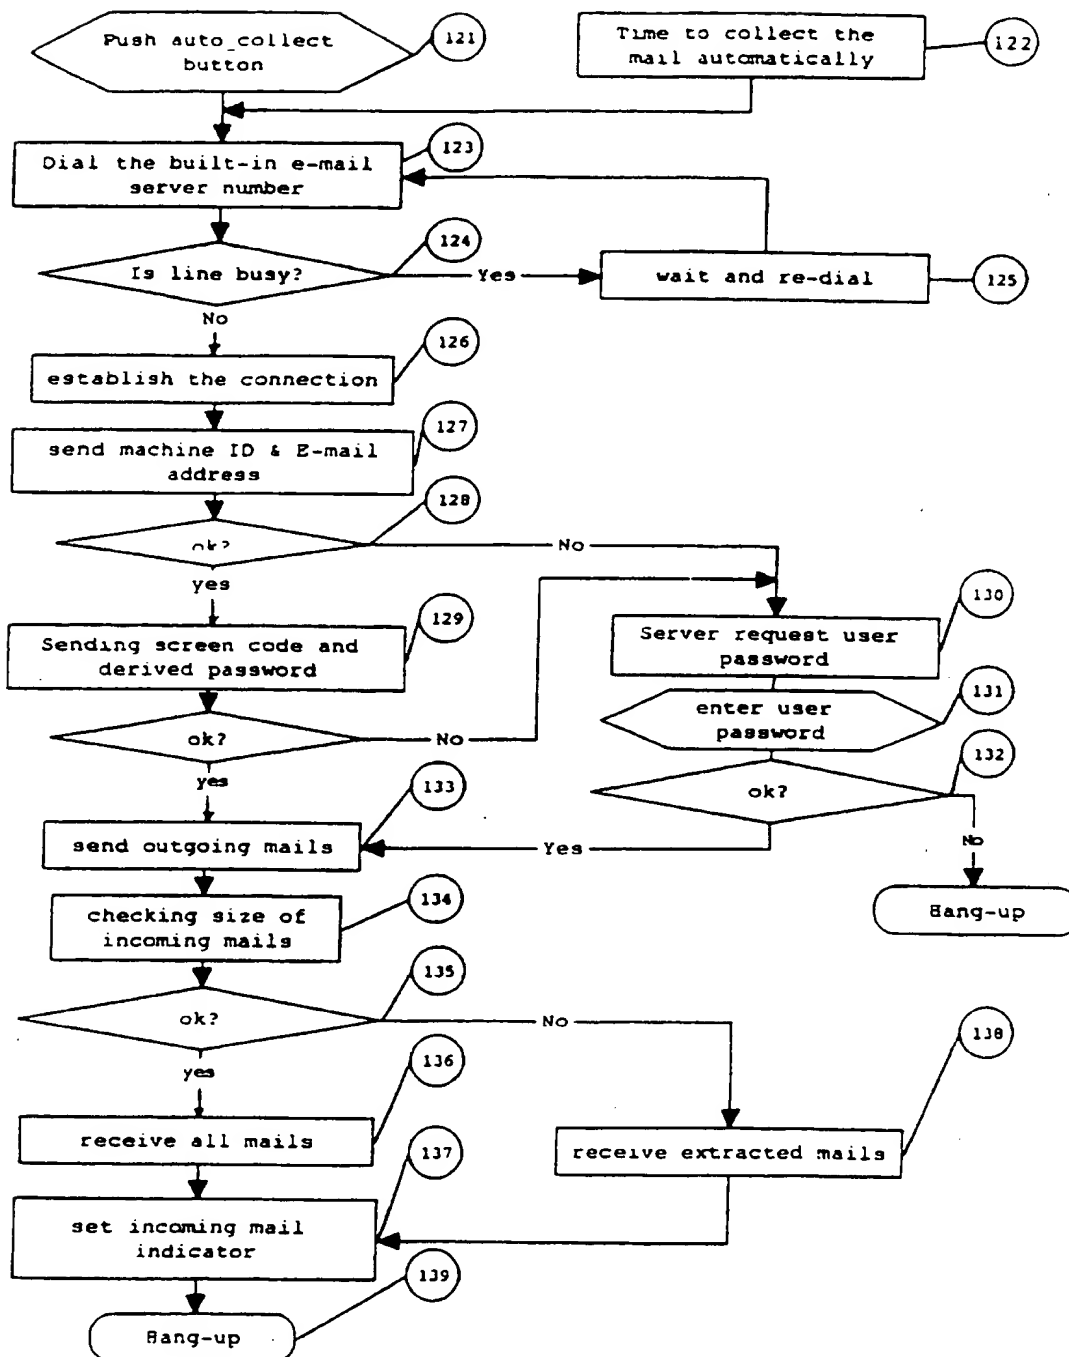 Push auto_collect
button
121
Time to collect the
mail automatically
122
Dial the built-in e-mail
server number
123
Is line busy?
124
Yes
wait and re-dial
125
No
establish the connection
126
send machine ID & E-mail
address
127
ok?
128
No
yes
Sending screen code and
derived password
129
Server request user
password
130
enter user
password
131
ok?
No
ok?
132
yes
send outgoing mails
133
Yes
No
Hang-up
checking size of
incoming mails
134
ok?
135
No
yes
receive all mails
136
receive extracted mails
138
set incoming mail
indicator
137
Hang-up
139